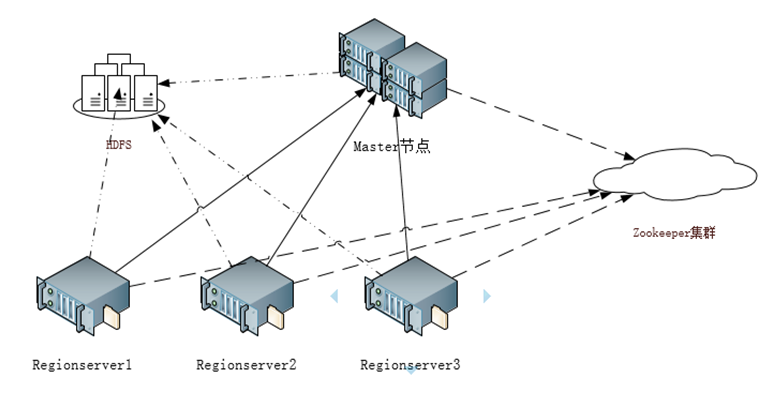 HDFS
Master节点
Zookeeper集群
Regionserver1
Regionserver2
Regionserver3